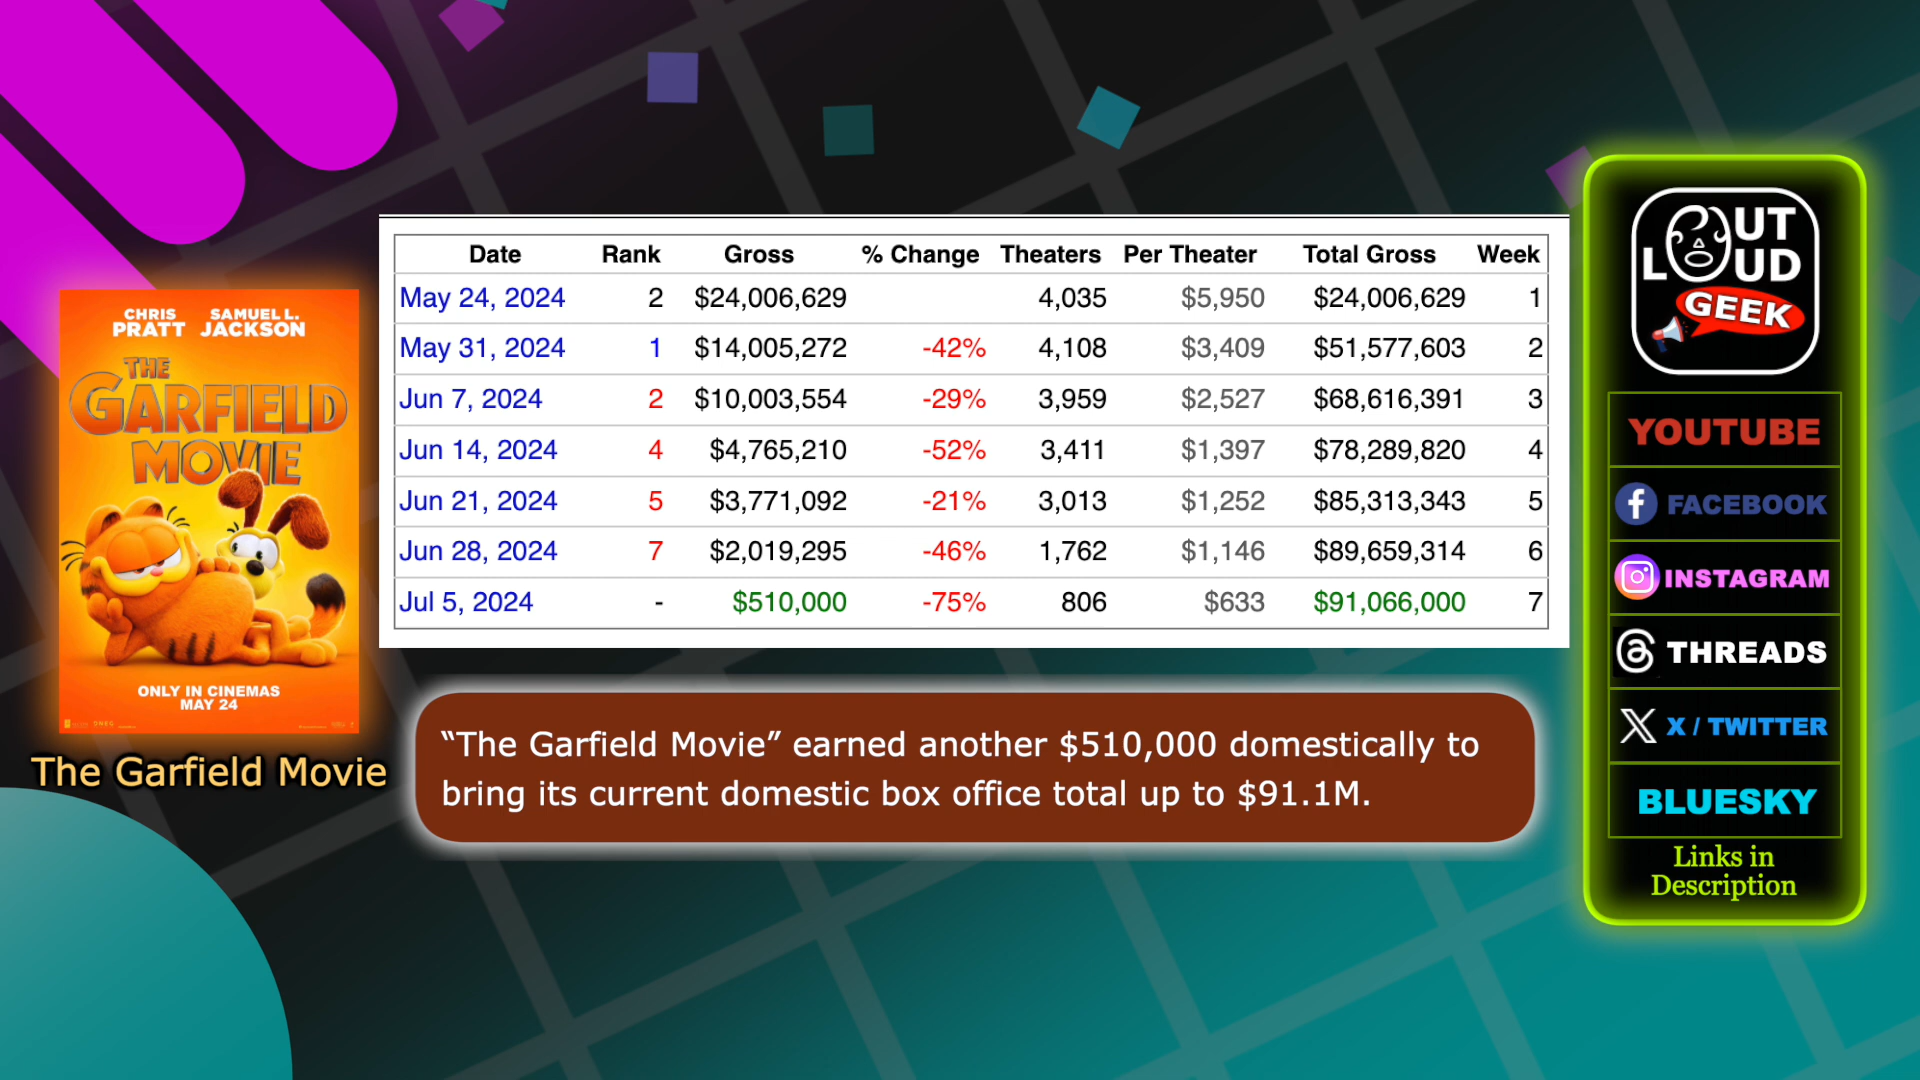 CHRIS PRATT SAMUEL L. JACKSON
THE
GARFIELD
MOVIE
ONLY IN CINEMAS
MAY 24
The Garfield Movie
Date Rank Gross % Change Theaters Per Theater Total Gross Week
May 24, 2024 2 $24,006,629 4,035 $5,950 $24,006,629 1
May 31, 2024 1 $14,005,272 -42% 4,108 $3,409 $51,577,603 2
Jun 7, 2024 2 $10,003,554 -29% 3,959 $2,527 $68,616,391 3
Jun 14, 2024 4 $4,765,210 -52% 3,411 $1,397 $78,289,820 4
Jun 21, 2024 5 $3,771,092 -21% 3,013 $1,252 $85,313,343 5
Jun 28, 2024 7 $2,019,295 -46% 1,762 $1,146 $89,659,314 6
Jul 5, 2024 - $510,000 -75% 806 $633 $91,066,000 7
“The Garfield Movie” earned another $510,000 domestically to
bring its current domestic box office total up to $91.1M.
OUT
LOUD
GEEK
YOUTUBE
FACEBOOK
INSTAGRAM
THREADS
X / TWITTER
BLUESKY
Links in
Description